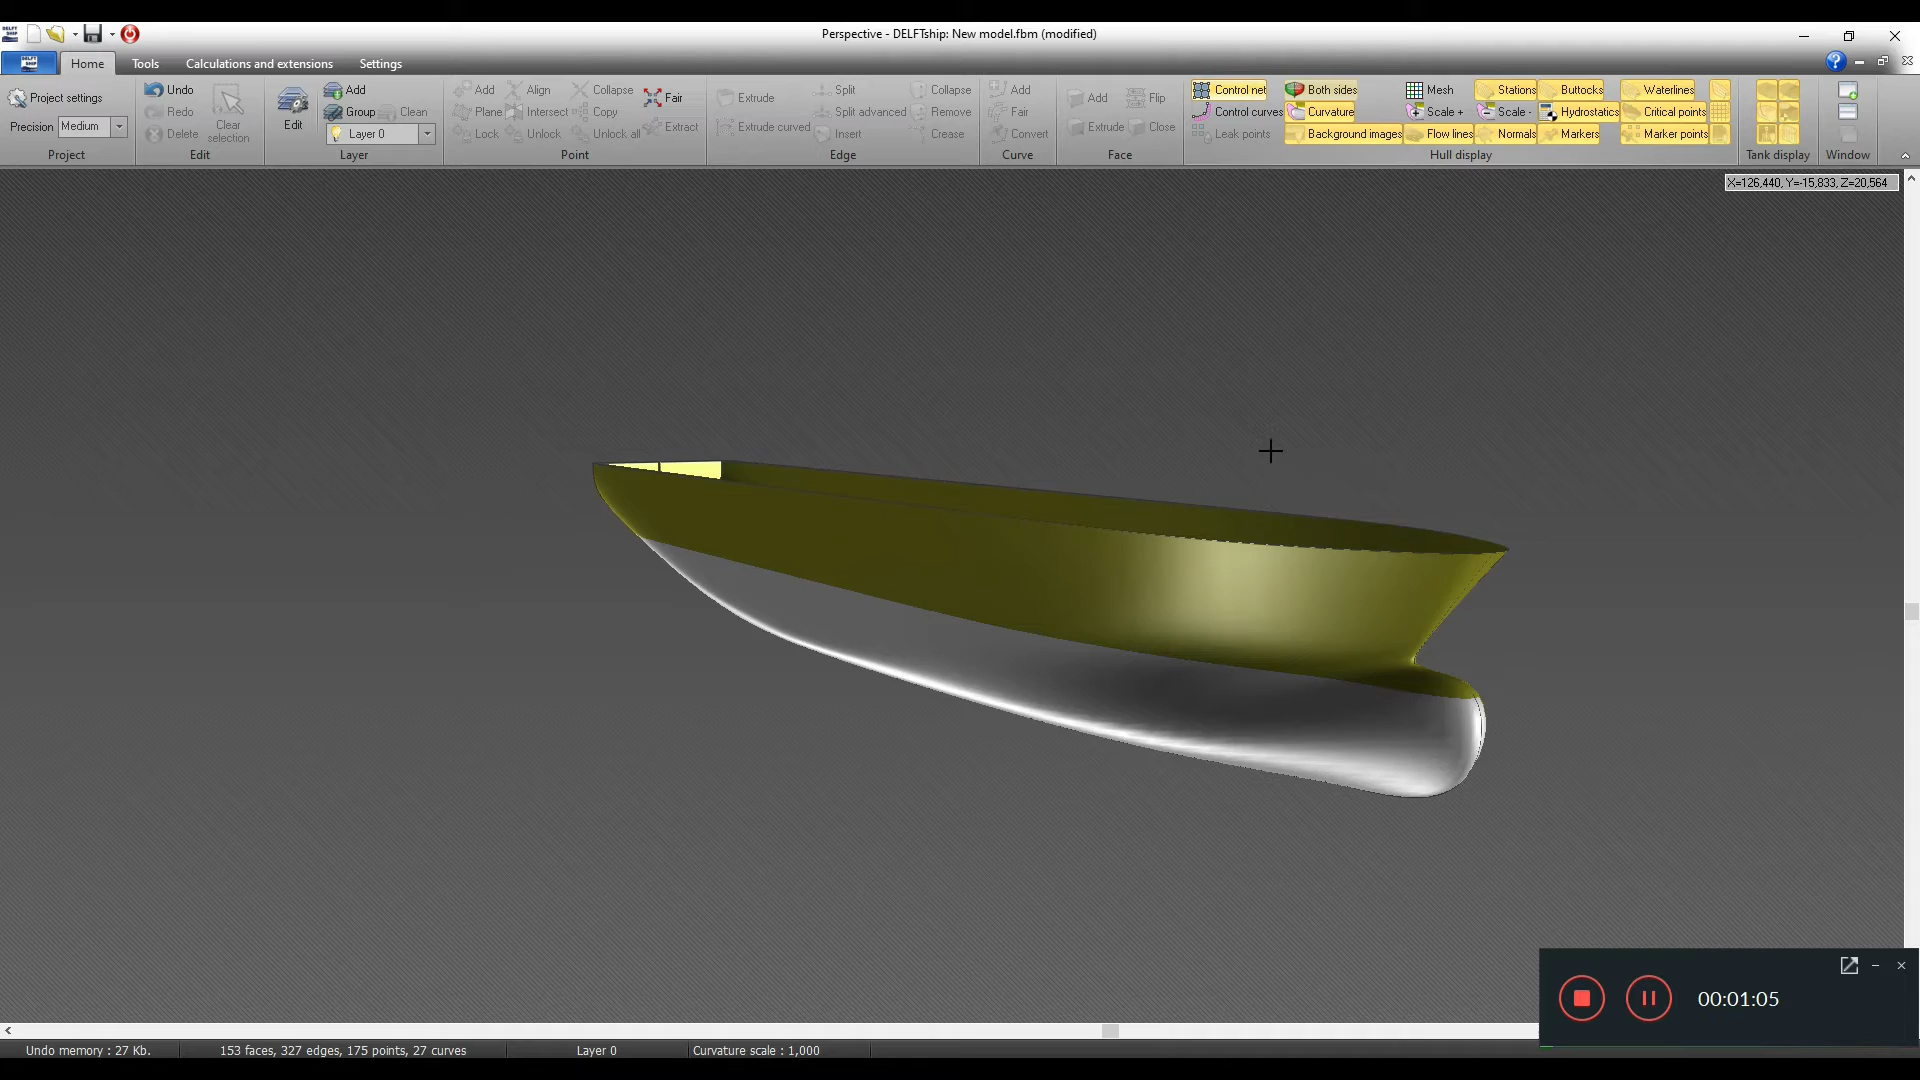 DELFT SHIP
Perspective - DELFTship: New model.fbm (modified)
DELFT SHIP
Home Tools Calculations and extensions Settings
Project settings
Precision Medium
Project
Undo
Redo
Delete
Clear selection
Edit
Edit
Add
Group Clean
Layer 0
Layer
Add Align Collapse Fair
Plane Intersect Copy
Lock Unlock Unlock all Extract
Point
Extrude Split Collapse
Split advanced Remove
Extrude curved Insert Crease
Edge
Add
Fair
Convert
Curve
Add Flip
Extrude Close
Face
Control net Both sides Mesh Stations Buttocks Waterlines
Control curves Curvature Scale + Scale - Hydrostatics Critical points
Leak points Background images Flow lines Normals Markers Marker points
Hull display
Tank display
Window
X=126,440, Y=-15,833, Z=20,564
00:01:05
Undo memory : 27 Kb. 153 faces, 327 edges, 175 points, 27 curves Layer 0 Curvature scale : 1,000